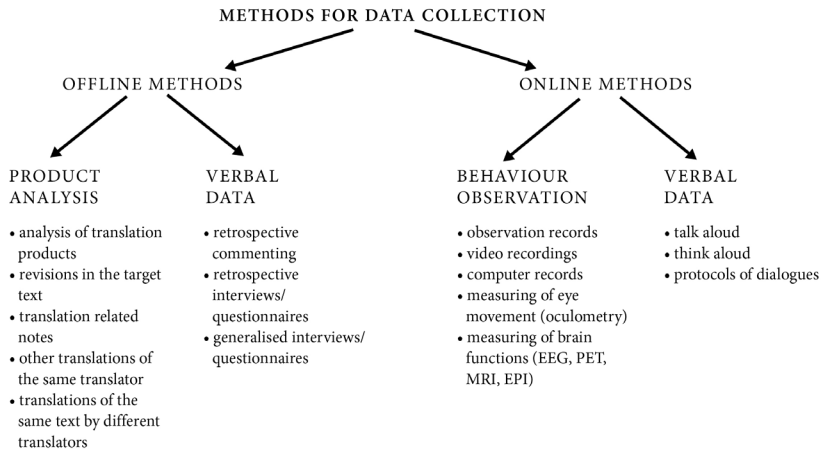 METHODS FOR DATA COLLECTION
OFFLINE METHODS
ONLINE METHODS
PRODUCT
ANALYSIS
• analysis of translation
products
• revisions in the target
text
• translation related
notes
• other translations of
the same translator
• translations of the
same text by different
translators
VERBAL
DATA
• retrospective
commenting
• retrospective
interviews/
questionnaires
• generalised interviews/
questionnaires
BEHAVIOUR
OBSERVATION
• observation records
• video recordings
• computer records
• measuring of eye
movement (oculometry)
• measuring of brain
functions (EEG, PET,
MRI, EPI)
VERBAL
DATA
• talk aloud
• think aloud
• protocols of dialogues